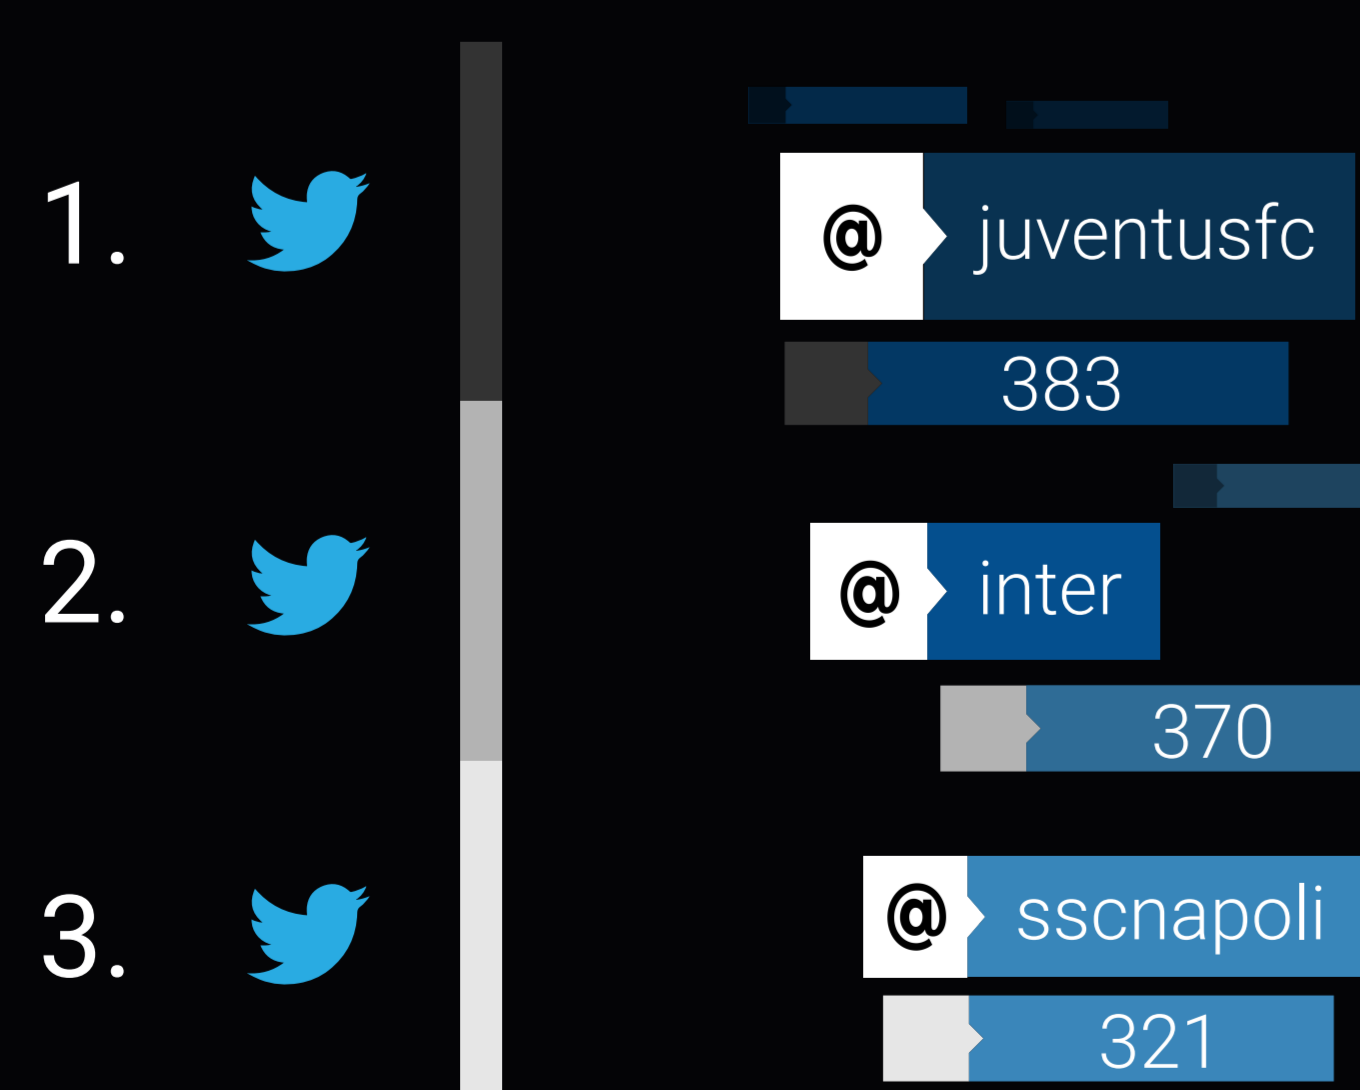 1.
@ juventusfc
383
2.
@ inter
370
3.
@ sscnapoli
321